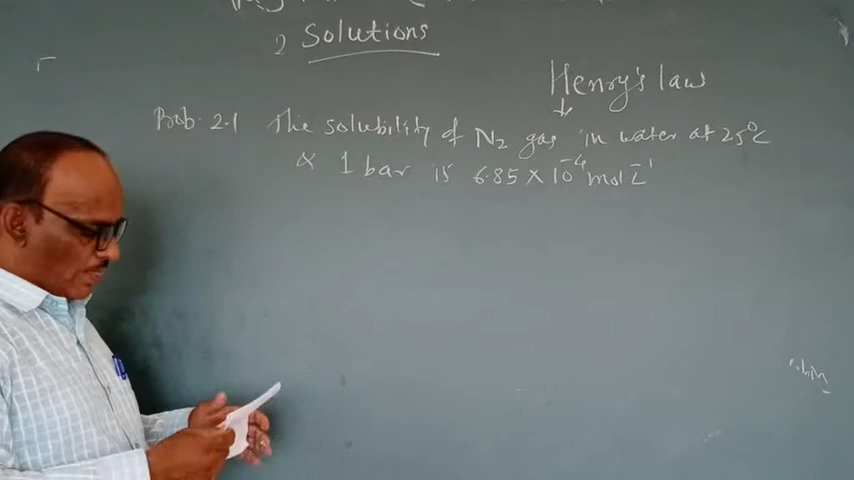 2 Solutions
Henry's law
Prob. 2.1 The solubility of N₂ gas in water at 25°C
& 1 bar is 6.85 × 10⁻⁴ mol L⁻¹